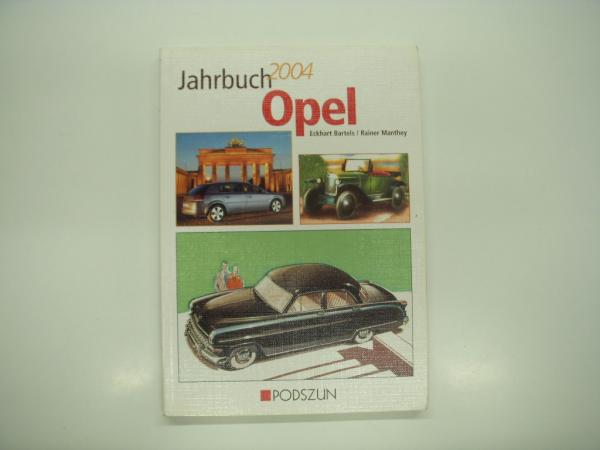 Jahrbuch 2004
Opel
Eckhart Bartels / Rainer Manthey
PODSZUN